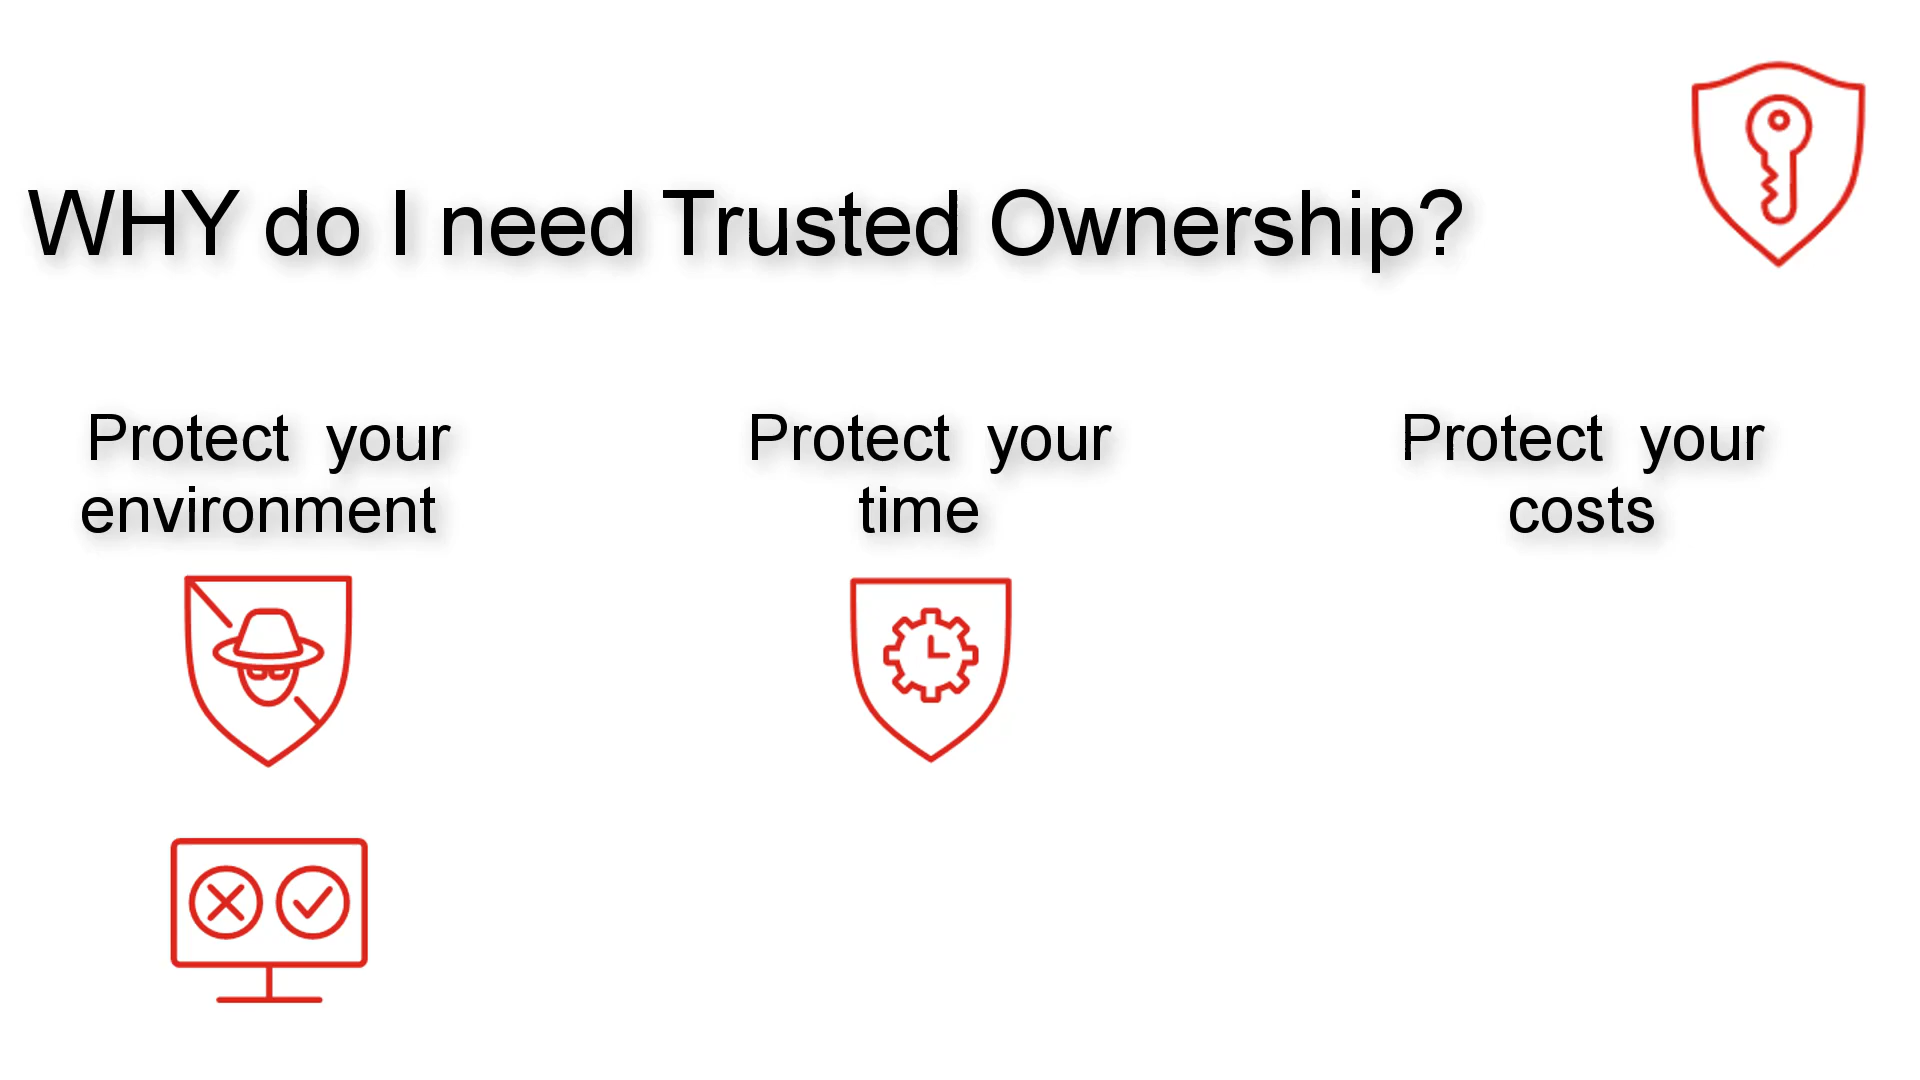 WHY do I need Trusted Ownership?
Protect your
environment
Protect your
time
Protect your
costs